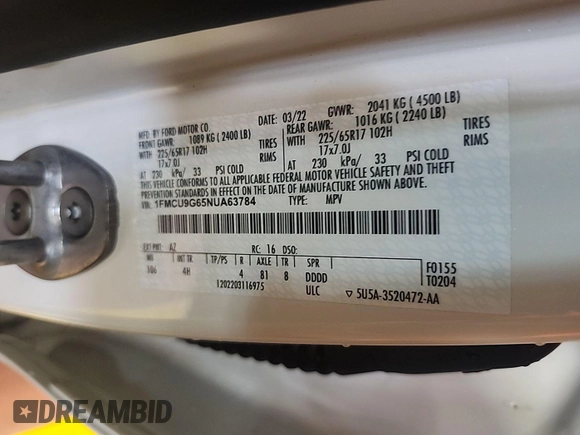 MFD. BY FORD MOTOR CO.
DATE: 03/22 GVWR: 2041 KG ( 4500 LB)
FRONT GAWR: 1089 KG ( 2400 LB) REAR GAWR: 1016 KG ( 2240 LB)
WITH 225/65R17 102H TIRES WITH 225/65R17 102H TIRES
17x7.0J RIMS 17x7.0J RIMS
AT 230 kPa/ 33 PSI COLD AT 230 kPa/ 33 PSI COLD
THIS VEHICLE CONFORMS TO ALL APPLICABLE FEDERAL MOTOR VEHICLE SAFETY AND THEFT
PREVENTION STANDARDS IN EFFECT ON THE DATE OF MANUFACTURE SHOWN ABOVE.
VIN: 1FMCU9G65NUA63784 TYPE: MPV
EXT PNT: AZ RC: 16 DSO:
WB INT TR TP/PS R AXLE TR SPR
106 4H 4 81 8 DDDD F0155
1202203116975 ULC T0204
▽ 5U5A-3520472-AA
DREAMBID